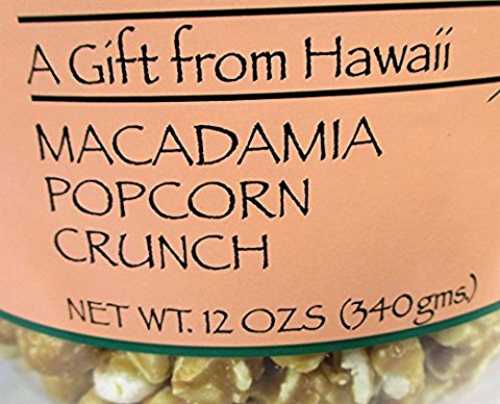 A Gift from Hawaii
MACADAMIA
POPCORN
CRUNCH
NET WT. 12 OZS (340 gms.)